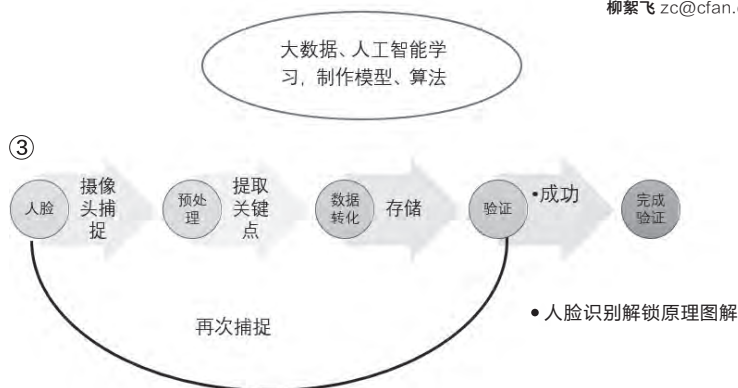 柳絮飞 zc@cfan.
大数据、人工智能学
习，制作模型、算法
③
人脸
摄像
头捕
捉
预处
理
提取
关键
点
数据
转化
存储
验证
•成功
完成
验证
再次捕捉
• 人脸识别解锁原理图解